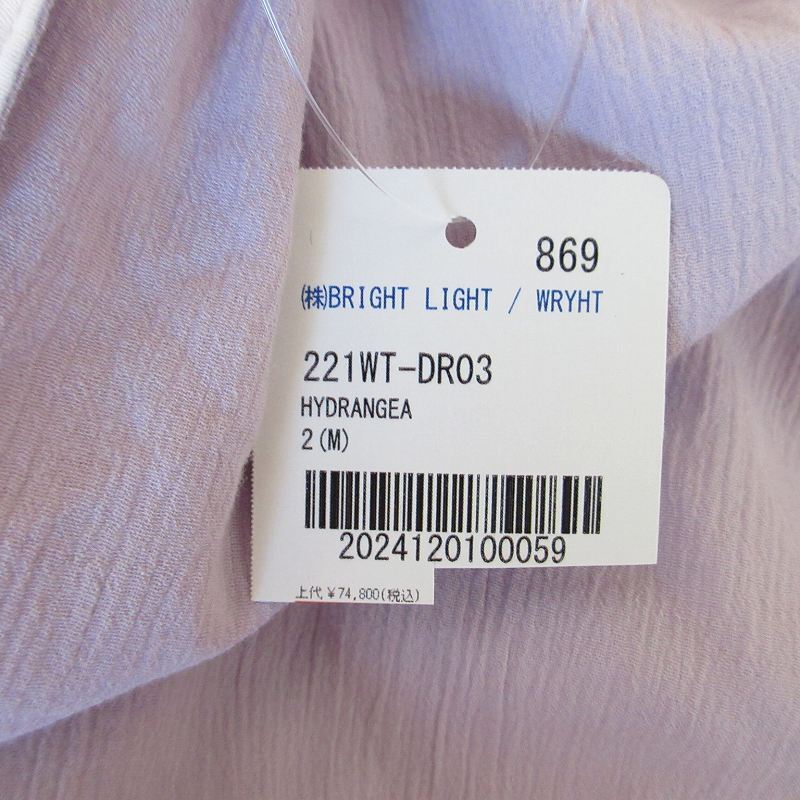 869
㈱BRIGHT LIGHT / WRYHT
221WT-DR03
HYDRANGEA
2(M)
2024120100059
上代￥74,800(税込)